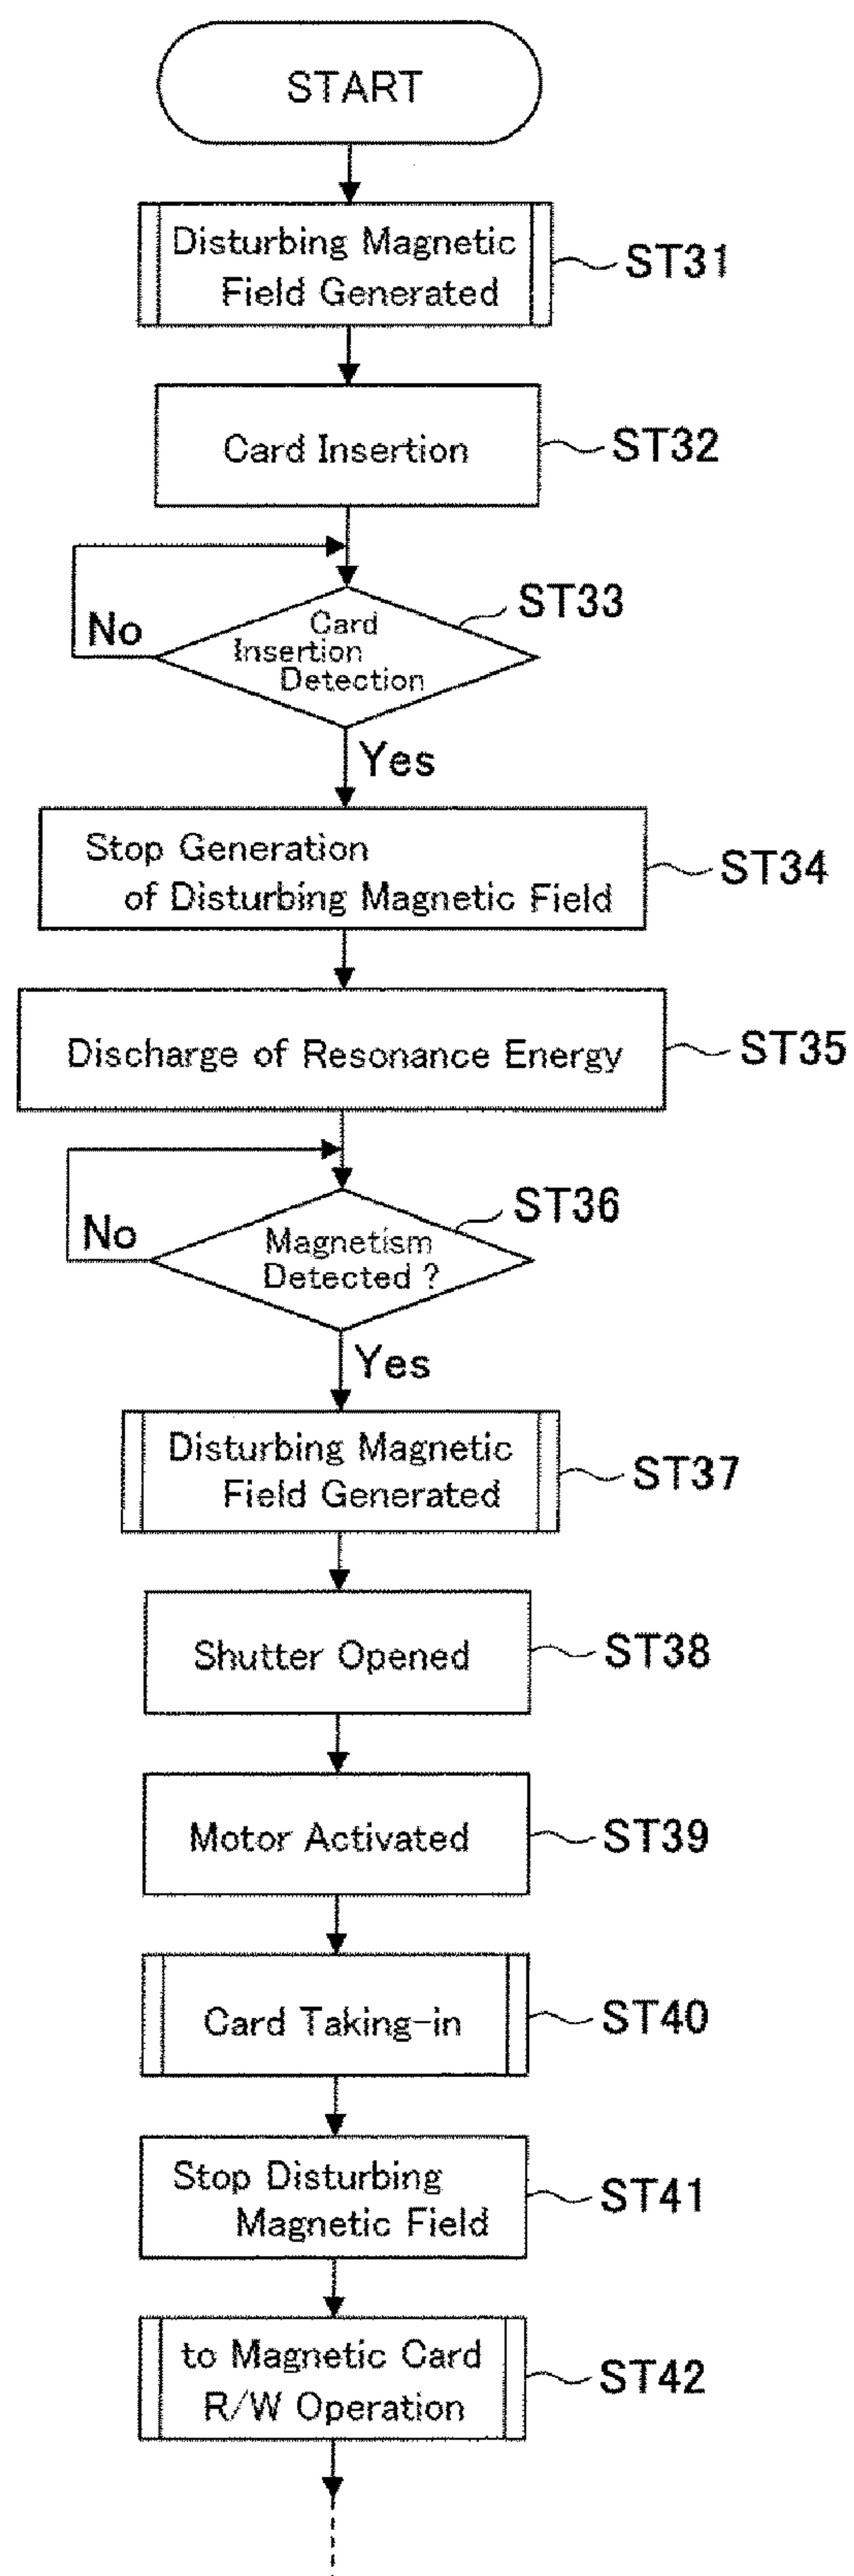 START
Disturbing Magnetic
Field Generated
ST31
Card Insertion
ST32
Card
Insertion
Detection
ST33
No
Yes
Stop Generation
of Disturbing Magnetic Field
ST34
Discharge of Resonance Energy
ST35
Magnetism
Detected ?
ST36
No
Yes
Disturbing Magnetic
Field Generated
ST37
Shutter Opened
ST38
Motor Activated
ST39
Card Taking-in
ST40
Stop Disturbing
Magnetic Field
ST41
to Magnetic Card
R/W Operation
ST42